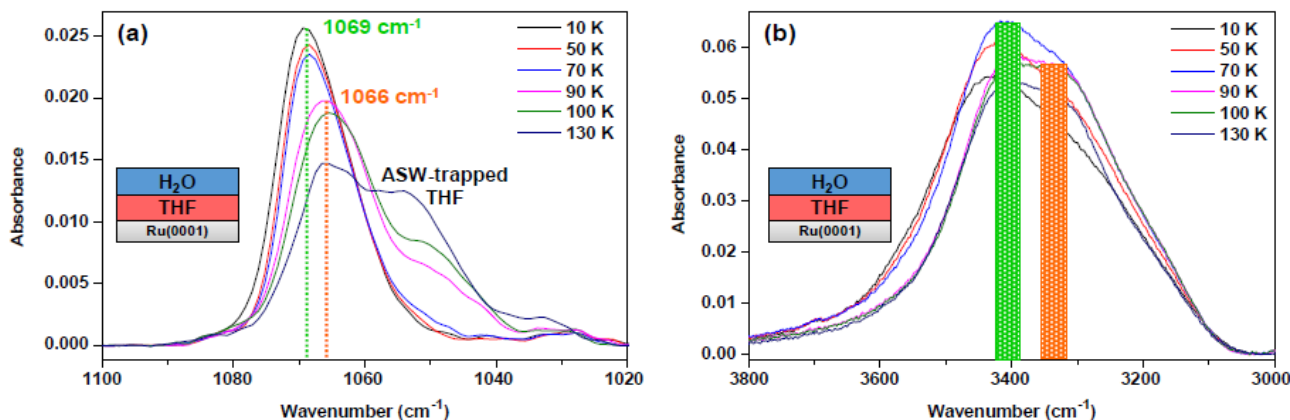 (a)
1069 cm⁻¹
1066 cm⁻¹
10 K
50 K
70 K
90 K
100 K
130 K
ASW-trapped
THF
H₂O
THF
Ru(0001)
0.025
0.020
0.015
0.010
0.005
0.000
Absorbance
1100 1080 1060 1040 1020
Wavenumber (cm⁻¹)
(b)
10 K
50 K
70 K
90 K
100 K
130 K
H₂O
THF
Ru(0001)
0.06
0.05
0.04
0.03
0.02
0.01
0.00
Absorbance
3800 3600 3400 3200 3000
Wavenumber (cm⁻¹)